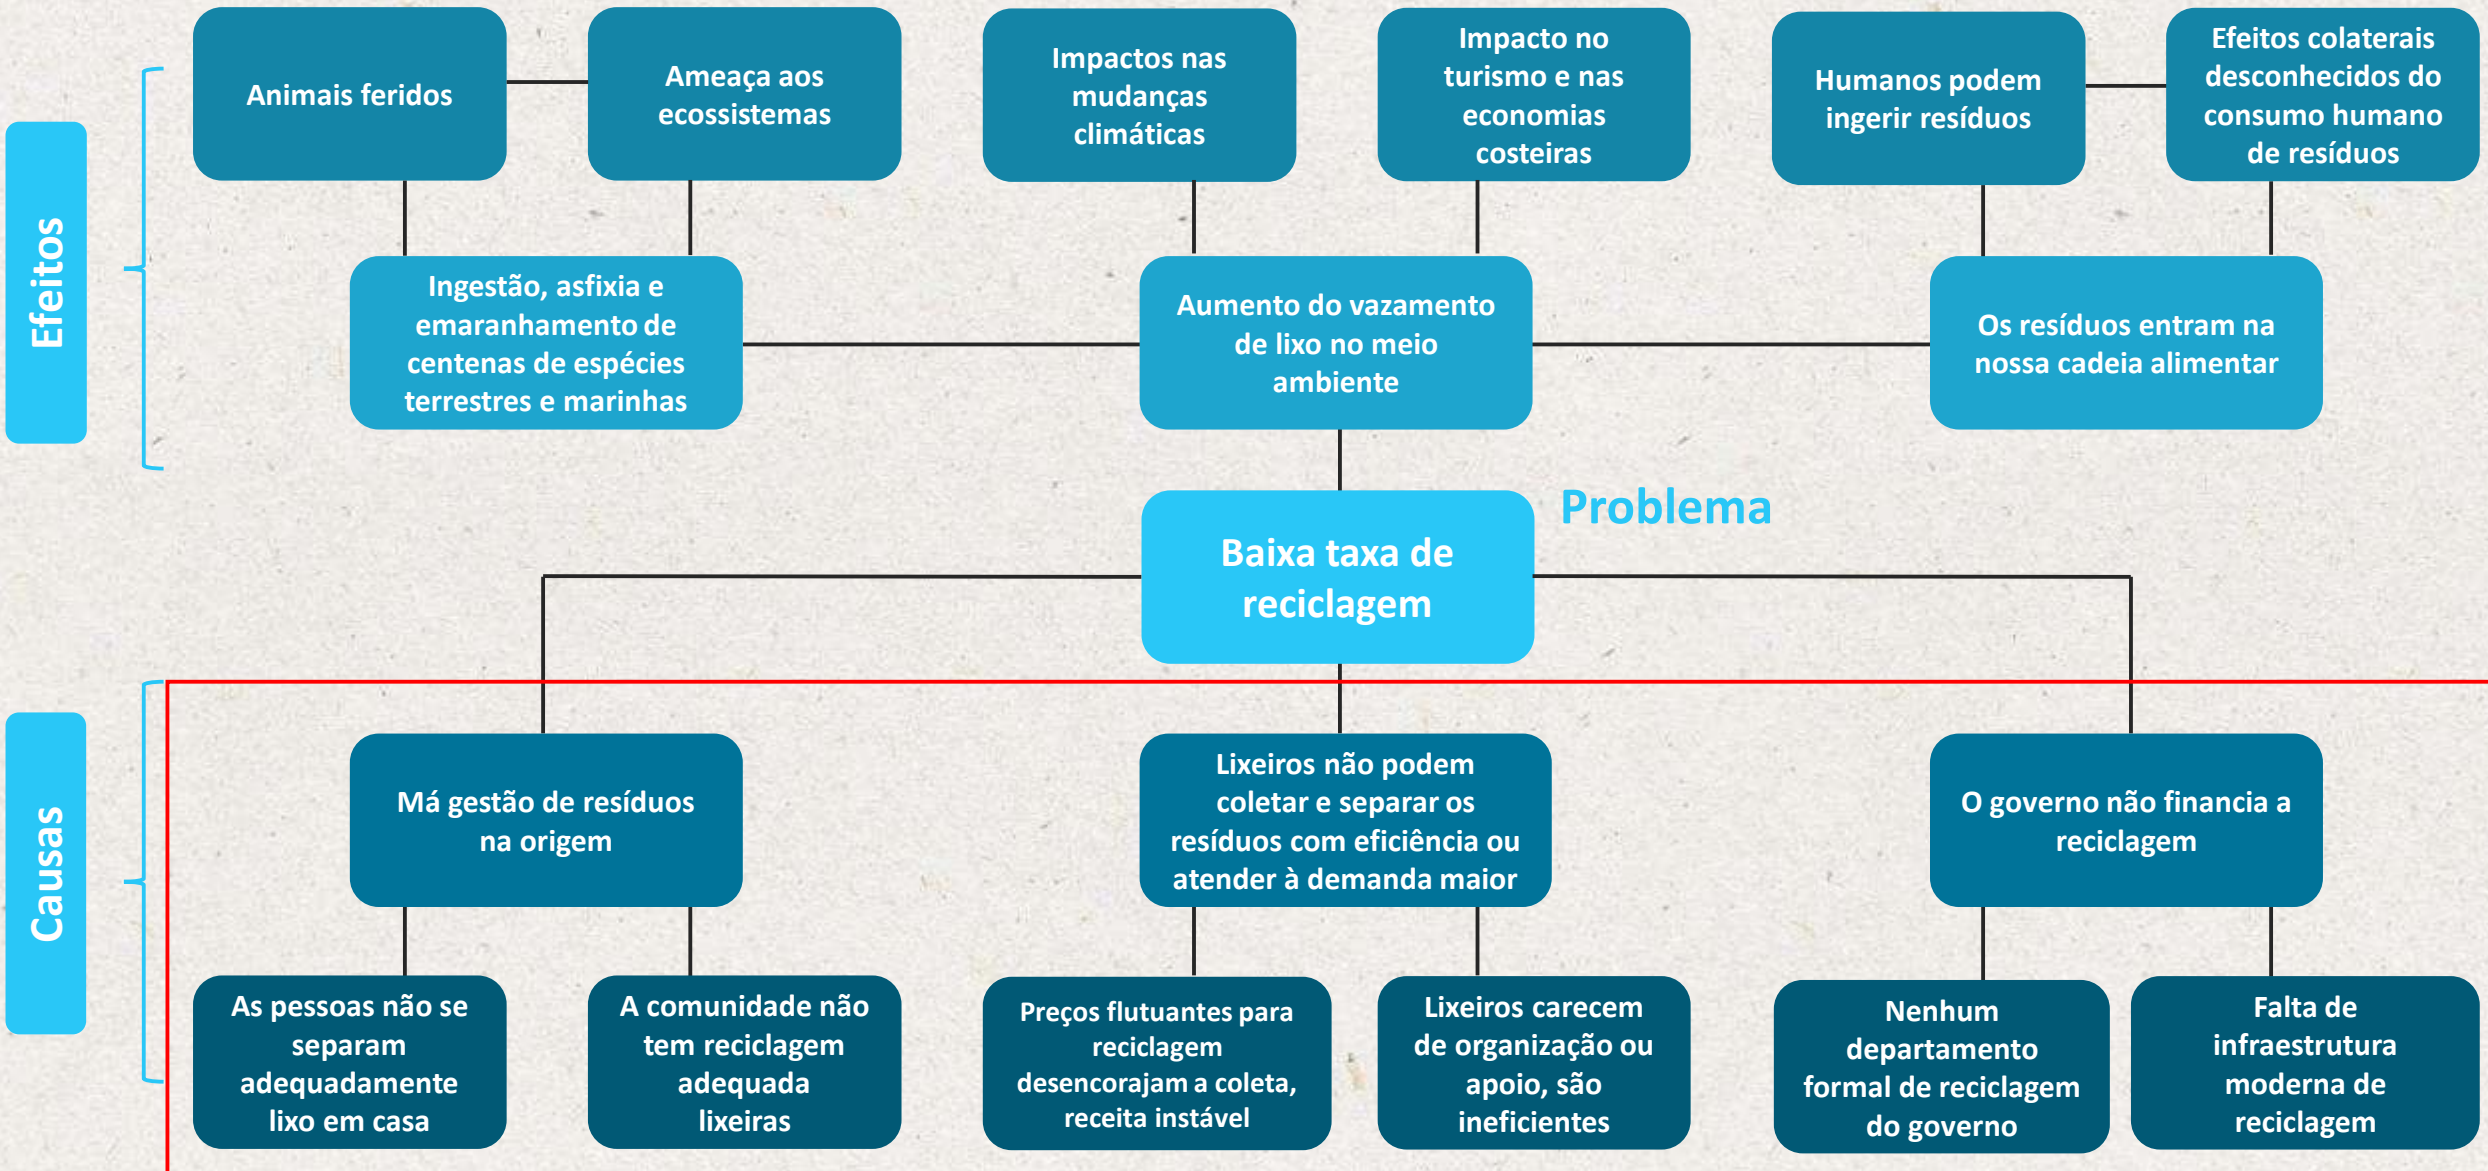 Efeitos
Animais feridos
Ameaça aos
ecossistemas
Impactos nas
mudanças
climáticas
Impacto no
turismo e nas
economias
costeiras
Humanos podem
ingerir resíduos
Efeitos colaterais
desconhecidos do
consumo humano
de resíduos
Ingestão, asfixia e
emaranhamento de
centenas de espécies
terrestres e marinhas
Aumento do vazamento
de lixo no meio
ambiente
Os resíduos entram na
nossa cadeia alimentar
Problema
Baixa taxa de
reciclagem
Causas
Má gestão de resíduos
na origem
Lixeiros não podem
coletar e separar os
resíduos com eficiência ou
atender à demanda maior
O governo não financia a
reciclagem
As pessoas não se
separam
adequadamente
lixo em casa
A comunidade não
tem reciclagem
adequada
lixeiras
Preços flutuantes para
reciclagem
desencorajam a coleta,
receita instável
Lixeiros carecem
de organização ou
apoio, são
ineficientes
Nenhum
departamento
formal de reciclagem
do governo
Falta de
infraestrutura
moderna de
reciclagem